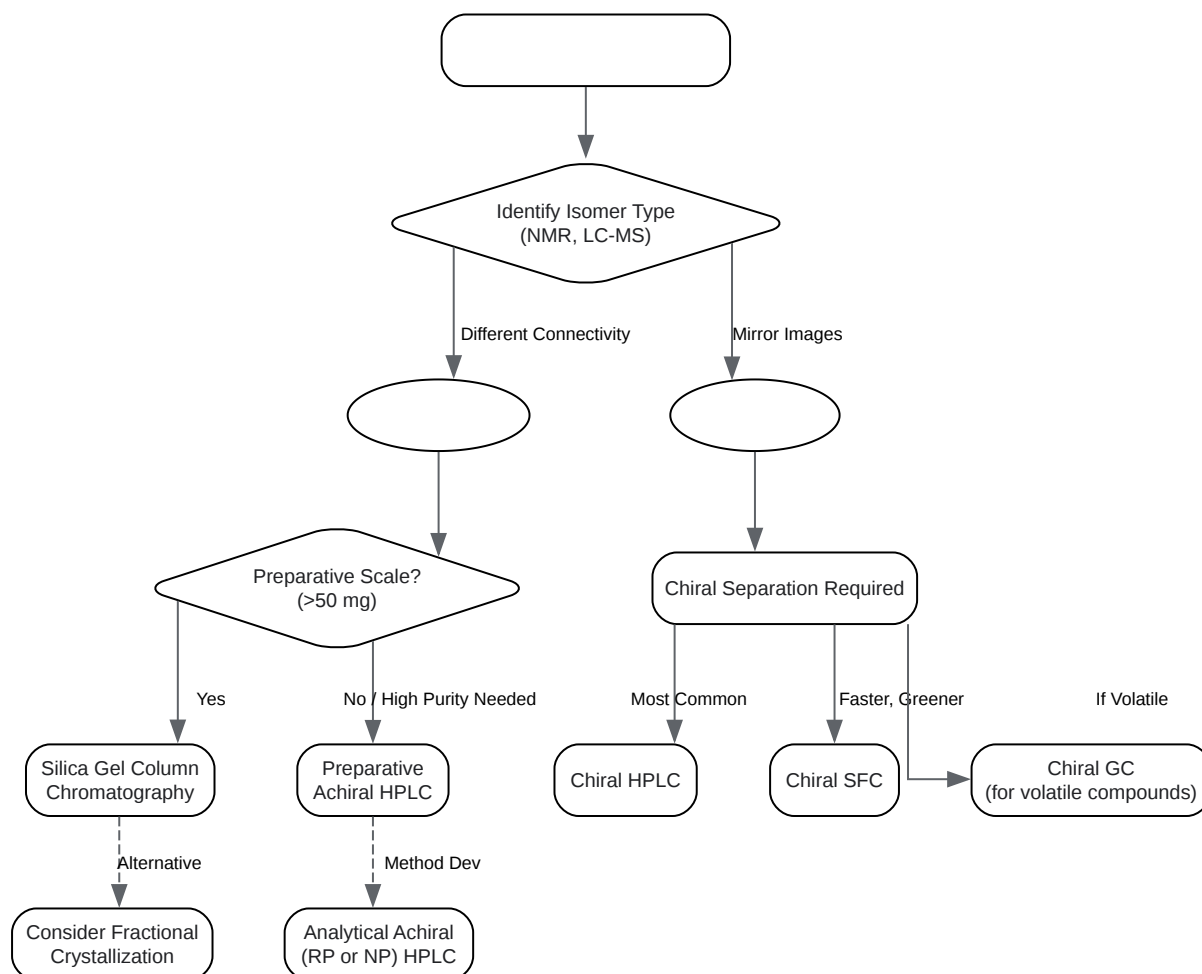 Identify Isomer Type
(NMR, LC-MS)
Different Connectivity
Mirror Images
Preparative Scale?
(>50 mg)
Chiral Separation Required
Yes
No / High Purity Needed
Most Common
Faster, Greener
If Volatile
Silica Gel Column
Chromatography
Preparative
Achiral HPLC
Chiral HPLC
Chiral SFC
Chiral GC
(for volatile compounds)
Alternative
Method Dev
Consider Fractional
Crystallization
Analytical Achiral
(RP or NP) HPLC